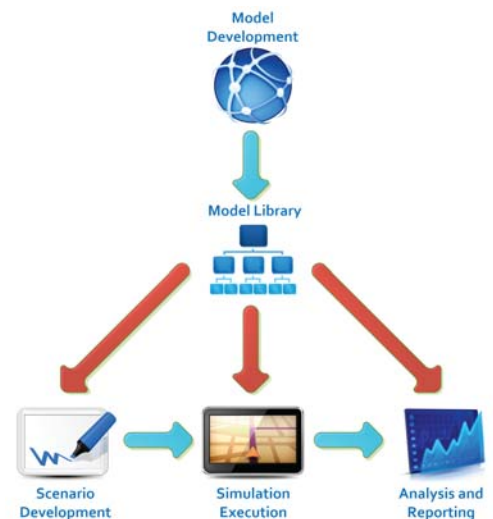 Model
Development
Model Library
Scenario
Development
Simulation
Execution
Analysis and
Reporting